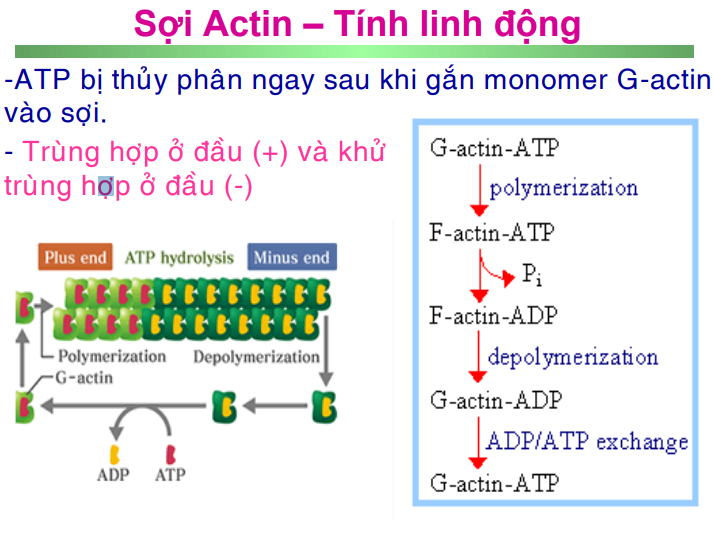 Sợi Actin – Tính linh động
-ATP bị thủy phân ngay sau khi gắn monomer G-actin
vào sợi.
- Trùng hợp ở đầu (+) và khử
trùng hợp ở đầu (-)
Plus end ATP hydrolysis Minus end
Polymerization Depolymerization
G-actin
ADP ATP
G-actin-ATP
polymerization
F-actin-ATP
Pi
F-actin-ADP
depolymerization
G-actin-ADP
ADP/ATP exchange
G-actin-ATP